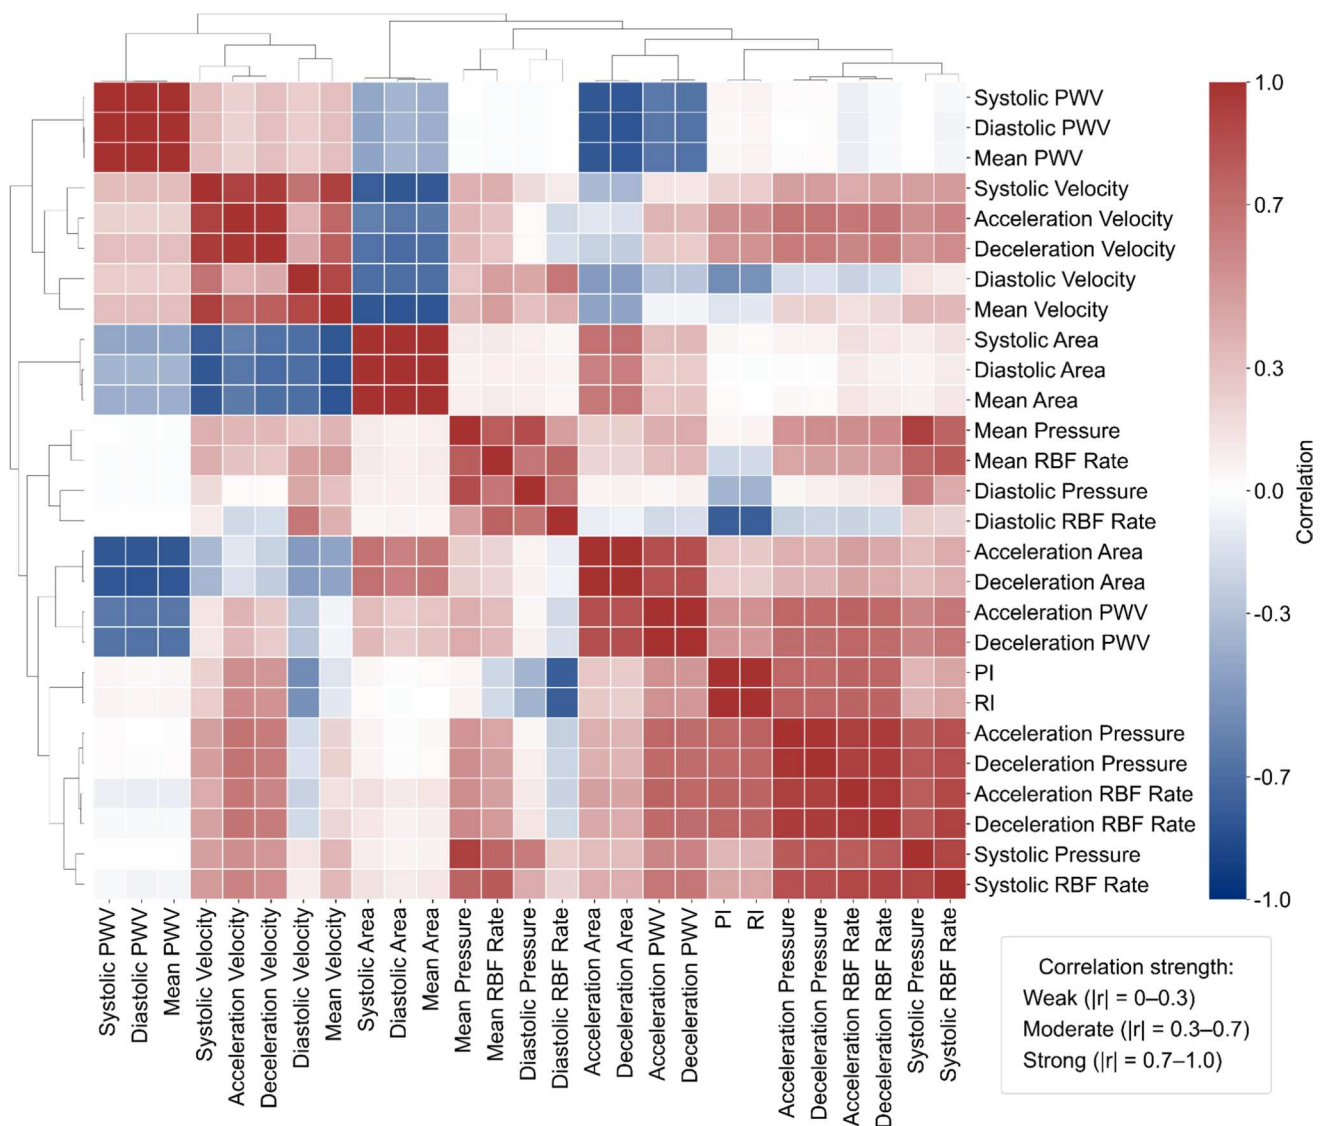 Systolic PWV
Diastolic PWV
Mean PWV
Systolic Velocity
Acceleration Velocity
Deceleration Velocity
Diastolic Velocity
Mean Velocity
Systolic Area
Diastolic Area
Mean Area
Mean Pressure
Mean RBF Rate
Diastolic Pressure
Diastolic RBF Rate
Acceleration Area
Deceleration Area
Acceleration PWV
Deceleration PWV
PI
RI
Acceleration Pressure
Deceleration Pressure
Acceleration RBF Rate
Deceleration RBF Rate
Systolic Pressure
Systolic RBF Rate
1.0
0.7
0.3
0.0
-0.3
-0.7
-1.0
Correlation
Systolic PWV
Diastolic PWV
Mean PWV
Systolic Velocity
Acceleration Velocity
Deceleration Velocity
Diastolic Velocity
Mean Velocity
Systolic Area
Diastolic Area
Mean Area
Mean Pressure
Mean RBF Rate
Diastolic Pressure
Diastolic RBF Rate
Acceleration Area
Deceleration Area
Acceleration PWV
Deceleration PWV
PI
RI
Acceleration Pressure
Deceleration Pressure
Acceleration RBF Rate
Deceleration RBF Rate
Systolic Pressure
Systolic RBF Rate
Correlation strength:
Weak (|r| = 0–0.3)
Moderate (|r| = 0.3–0.7)
Strong (|r| = 0.7–1.0)